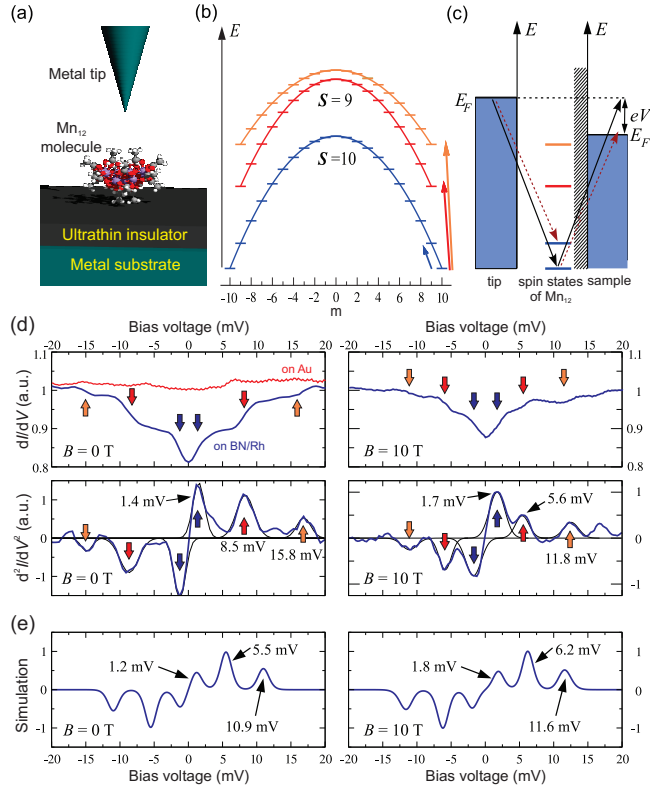 (a)
Metal tip
Mn12
molecule
Ultrathin insulator
Metal substrate
(b)
E
S = 9
S = 10
-10 -8 -6 -4 -2 0 2 4 6 8 10
m
(c)
E E
EF
eV
EF
tip spin states sample
of Mn12
(d)
Bias voltage (mV) Bias voltage (mV)
-20 -15 -10 -5 0 5 10 15 20 -20 -15 -10 -5 0 5 10 15 20
dI/dV (a.u.)
1.1
1
0.9
0.8
on Au
on BN/Rh
B = 0 T
1.1
1
0.9
0.8
B = 10 T
d²I/dV² (a.u.)
1
0
-1
1.4 mV
8.5 mV
15.8 mV
B = 0 T
1
0
-1
1.7 mV
5.6 mV
11.8 mV
B = 10 T
(e)
Simulation
1
0
-1
1.2 mV
5.5 mV
10.9 mV
B = 0 T
1
0
-1
1.8 mV
6.2 mV
11.6 mV
B = 10 T
-20 -15 -10 -5 0 5 10 15 20 -20 -15 -10 -5 0 5 10 15 20
Bias voltage (mV) Bias voltage (mV)